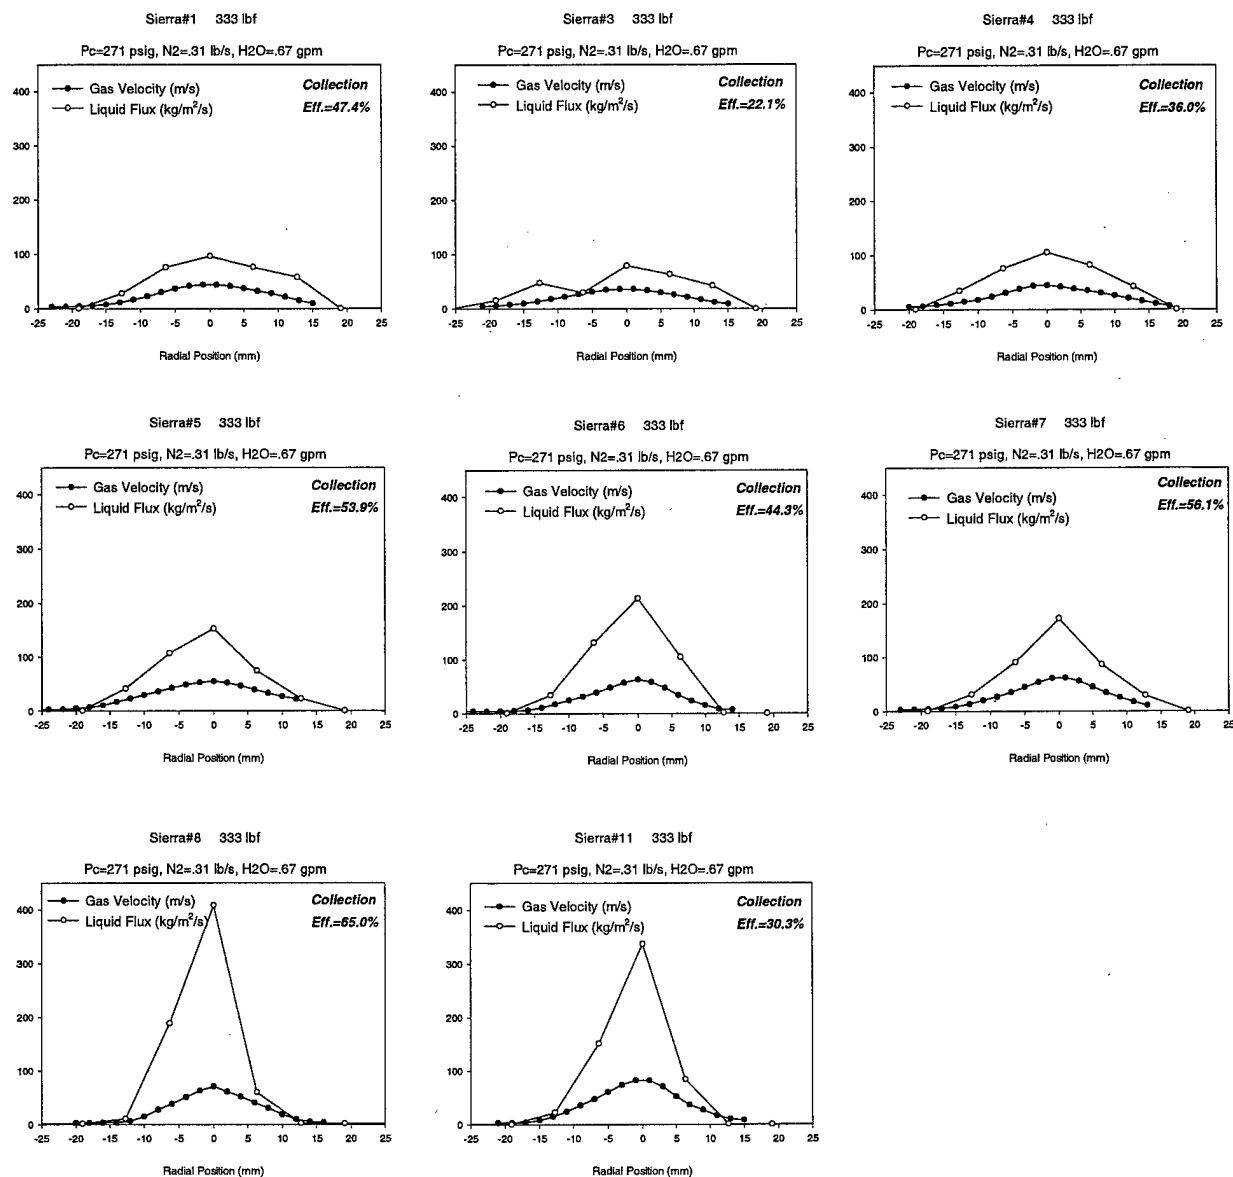 Sierra#1 333 lbf
Pc=271 psig, N2=.31 lb/s, H2O=.67 gpm
Gas Velocity (m/s)
Liquid Flux (kg/m²/s)
Collection
Eff.=47.4%
400
300
200
100
0
-25 -20 -15 -10 -5 0 5 10 15 20 25
Radial Position (mm)
Sierra#3 333 lbf
Pc=271 psig, N2=.31 lb/s, H2O=.67 gpm
Gas Velocity (m/s)
Liquid Flux (kg/m²/s)
Collection
Eff.=22.1%
400
300
200
100
0
-25 -20 -15 -10 -5 0 5 10 15 20 25
Radial Position (mm)
Sierra#4 333 lbf
Pc=271 psig, N2=.31 lb/s, H2O=.67 gpm
Gas Velocity (m/s)
Liquid Flux (kg/m²/s)
Collection
Eff.=36.0%
400
300
200
100
0
-25 -20 -15 -10 -5 0 5 10 15 20 25
Radial Position (mm)
Sierra#5 333 lbf
Pc=271 psig, N2=.31 lb/s, H2O=.67 gpm
Gas Velocity (m/s)
Liquid Flux (kg/m²/s)
Collection
Eff.=53.9%
400
300
200
100
0
-25 -20 -15 -10 -5 0 5 10 15 20 25
Radial Position (mm)
Sierra#6 333 lbf
Pc=271 psig, N2=.31 lb/s, H2O=.67 gpm
Gas Velocity (m/s)
Liquid Flux (kg/m²/s)
Collection
Eff.=44.3%
400
300
200
100
0
-25 -20 -15 -10 -5 0 5 10 15 20 25
Radial Position (mm)
Sierra#7 333 lbf
Pc=271 psig, N2=.31 lb/s, H2O=.67 gpm
Gas Velocity (m/s)
Liquid Flux (kg/m²/s)
Collection
Eff.=56.1%
400
300
200
100
0
-25 -20 -15 -10 -5 0 5 10 15 20 25
Radial Position (mm)
Sierra#8 333 lbf
Pc=271 psig, N2=.31 lb/s, H2O=.67 gpm
Gas Velocity (m/s)
Liquid Flux (kg/m²/s)
Collection
Eff.=65.0%
400
300
200
100
0
-25 -20 -15 -10 -5 0 5 10 15 20 25
Radial Position (mm)
Sierra#11 333 lbf
Pc=271 psig, N2=.31 lb/s, H2O=.67 gpm
Gas Velocity (m/s)
Liquid Flux (kg/m²/s)
Collection
Eff.=30.3%
400
300
200
100
0
-25 -20 -15 -10 -5 0 5 10 15 20 25
Radial Position (mm)